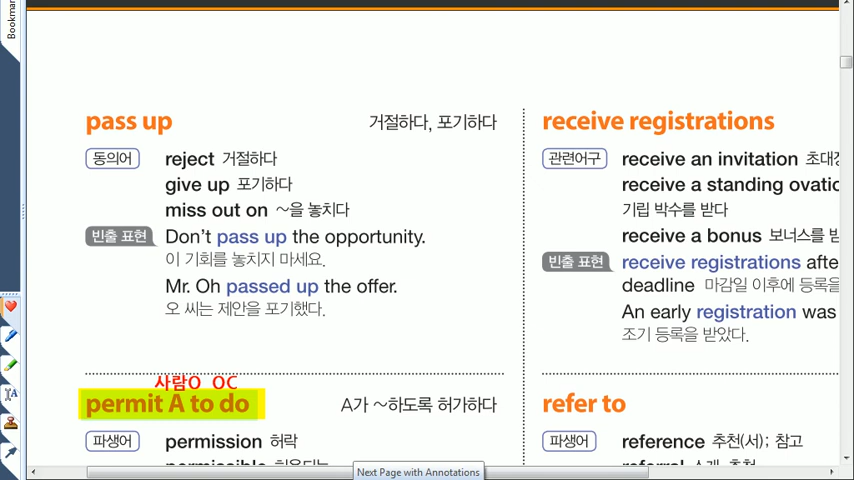 pass up 거절하다, 포기하다
동의어 reject 거절하다
give up 포기하다
miss out on ~을 놓치다
빈출 표현 Don't pass up the opportunity.
이 기회를 놓치지 마세요.
Mr. Oh passed up the offer.
오 씨는 제안을 포기했다.
사람O OC
permit A to do A가 ~하도록 허가하다
파생어 permission 허락
receive registrations
관련어구 receive an invitation 초대
receive a standing ovatio
기립 박수를 받다
receive a bonus 보너스를 받
빈출 표현 receive registrations afte
deadline 마감일 이후에 등록을
An early registration was
조기 등록을 받았다.
refer to
파생어 reference 추천(서); 참고
Next Page with Annotations